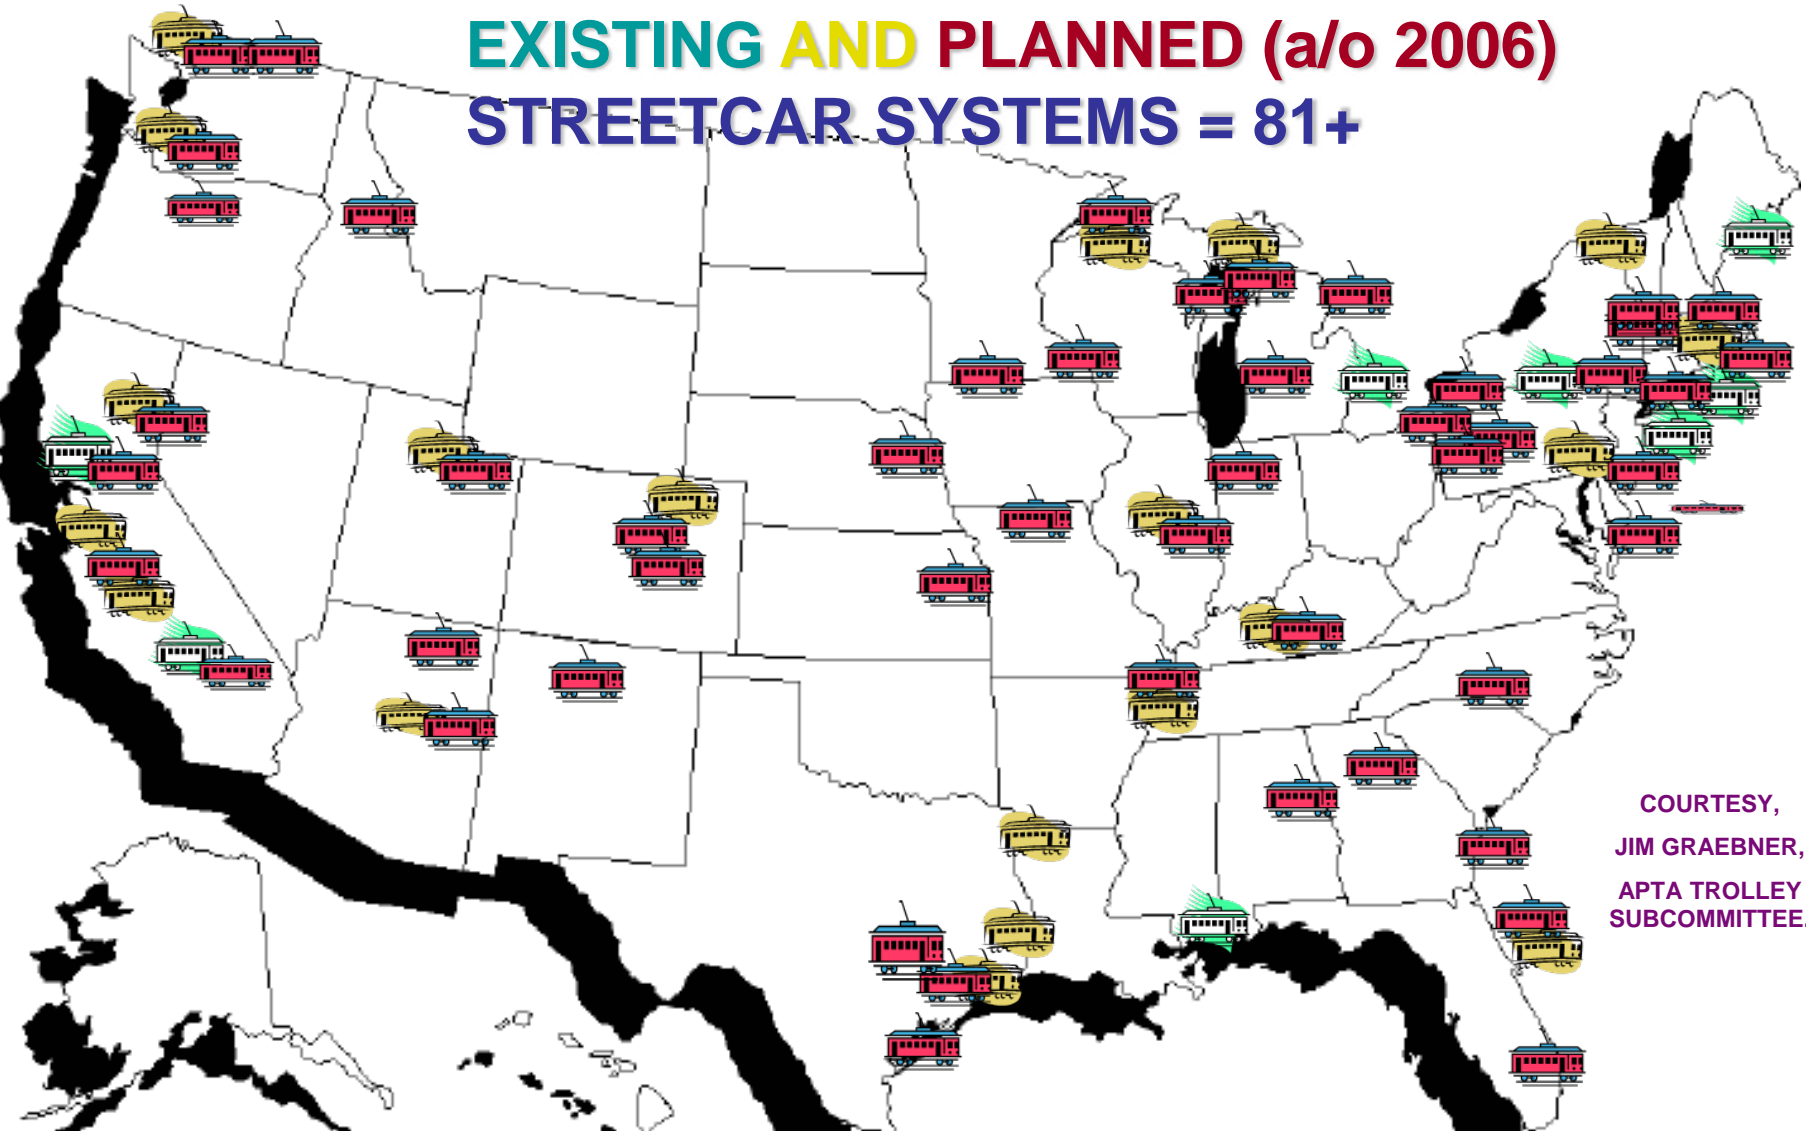 EXISTING AND PLANNED (a/o 2006)
STREETCAR SYSTEMS = 81+
COURTESY,
JIM GRAEBNER,
APTA TROLLEY
SUBCOMMITTEE.